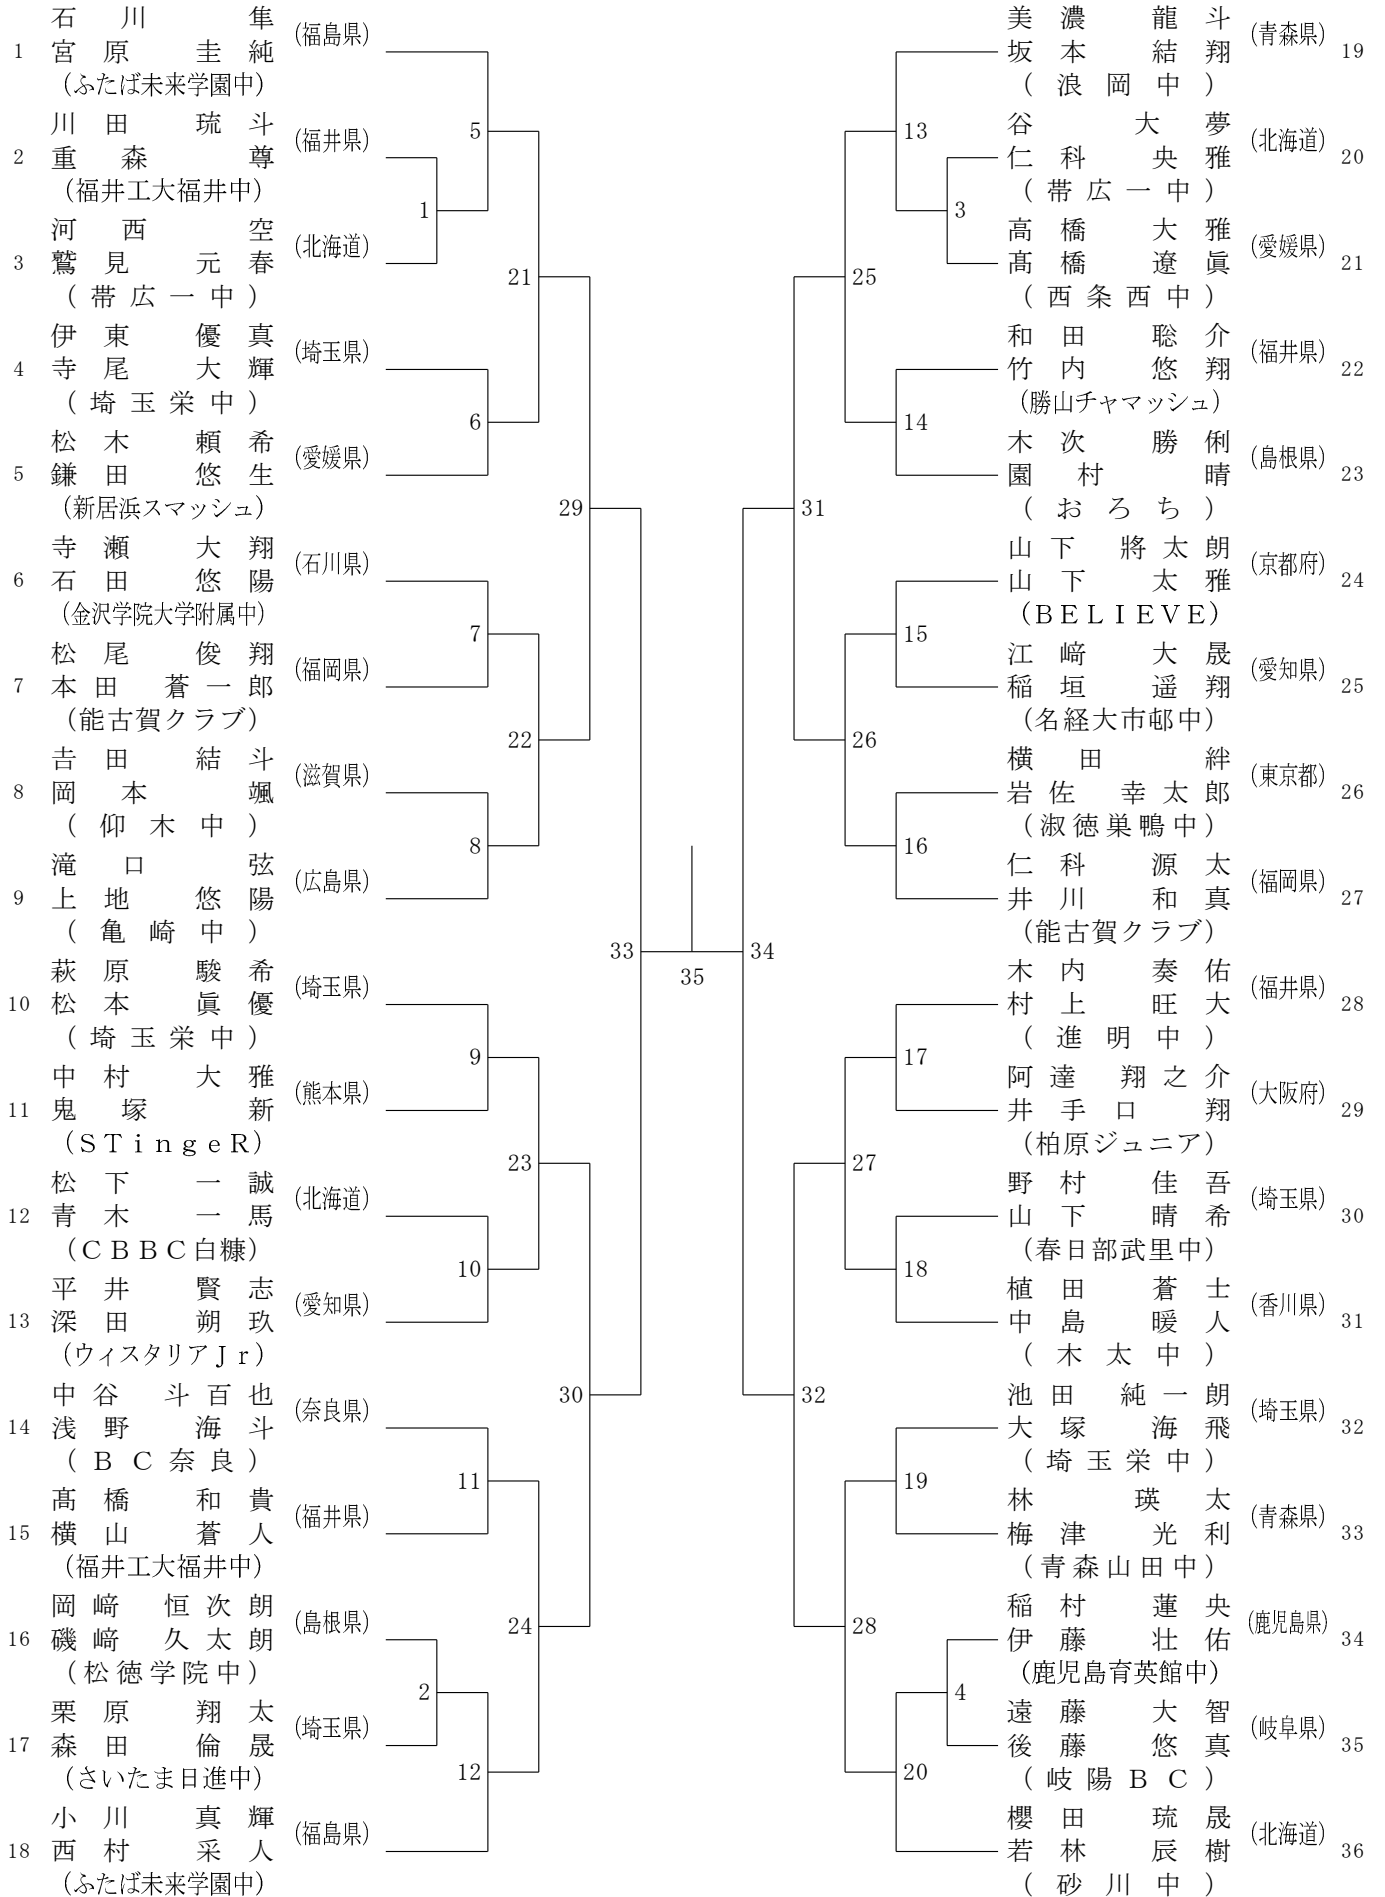 石川 隼
(福島県)
1 宮原 圭純
(ふたば未来学園中)
川田 琉斗
(福井県)
2 重森 尊
(福井工大福井中)
河西 空
(北海道)
3 鷲見 元春
(帯広一中)
伊東 優真
(埼玉県)
4 寺尾 大輝
(埼玉栄中)
松木 頼希
(愛媛県)
5 鎌田 悠生
(新居浜スマッシュ)
寺瀬 大翔
(石川県)
6 石田 悠陽
(金沢学院大学附属中)
松尾 俊翔
(福岡県)
7 本田 蒼一郎
(能古賀クラブ)
𠮷田 結斗
(滋賀県)
8 岡本 颯
(仰木中)
滝口 弦
(広島県)
9 上地 悠陽
(亀崎中)
萩原 駿希
(埼玉県)
10 松本 眞優
(埼玉栄中)
中村 大雅
(熊本県)
11 鬼塚 新
(STingeR)
松下 一誠
(北海道)
12 青木 一馬
(CBBC白糠)
平井 賢志
(愛知県)
13 深田 朔玖
(ウィスタリアJr)
中谷 斗百也
(奈良県)
14 浅野 海斗
(BC奈良)
髙橋 和貴
(福井県)
15 横山 蒼人
(福井工大福井中)
岡﨑 恒次朗
(島根県)
16 磯﨑 久太朗
(松徳学院中)
栗原 翔太
(埼玉県)
17 森田 倫晟
(さいたま日進中)
小川 真輝
(福島県)
18 西村 采人
(ふたば未来学園中)
1
2
5
6
7
8
9
10
11
12
21
22
23
24
29
30
33
35
34
31
32
25
26
27
28
13
14
15
16
17
18
19
20
3
4
美濃 龍斗
(青森県)
坂本 結翔 19
(浪岡中)
谷 大夢
(北海道)
仁科 央雅 20
(帯広一中)
高橋 大雅
(愛媛県)
髙橋 遼眞 21
(西条西中)
和田 聡介
(福井県)
竹内 悠翔 22
(勝山チャマッシュ)
木次 勝俐
(島根県)
園村 晴 23
(おろち)
山下 將太朗
(京都府)
山下 太雅 24
(BELIEVE)
江﨑 大晟
(愛知県)
稲垣 遥翔 25
(名経大市邨中)
横田 絆
(東京都)
岩佐 幸太郎 26
(淑徳巣鴨中)
仁科 源太
(福岡県)
井川 和真 27
(能古賀クラブ)
木内 奏佑
(福井県)
村上 旺大 28
(進明中)
阿達 翔之介
(大阪府)
井手口 翔 29
(柏原ジュニア)
野村 佳吾
(埼玉県)
山下 晴希 30
(春日部武里中)
植田 蒼士
(香川県)
中島 暖人 31
(木太中)
池田 純一朗
(埼玉県)
大塚 海飛 32
(埼玉栄中)
林 瑛太
(青森県)
梅津 光利 33
(青森山田中)
稲村 蓮央
(鹿児島県)
伊藤 壮佑 34
(鹿児島育英館中)
遠藤 大智
(岐阜県)
後藤 悠真 35
(岐陽BC)
櫻田 琉晟
(北海道)
若林 辰樹 36
(砂川中)